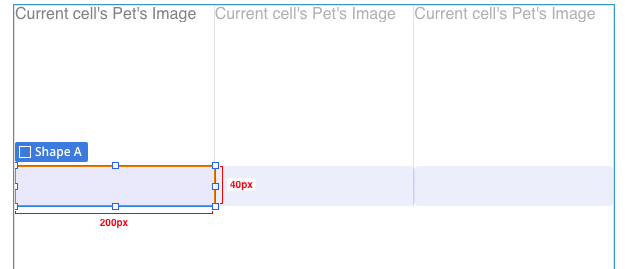 Current cell's Pet's Image Current cell's Pet's Image Current cell's Pet's Image
Shape A
40px
200px